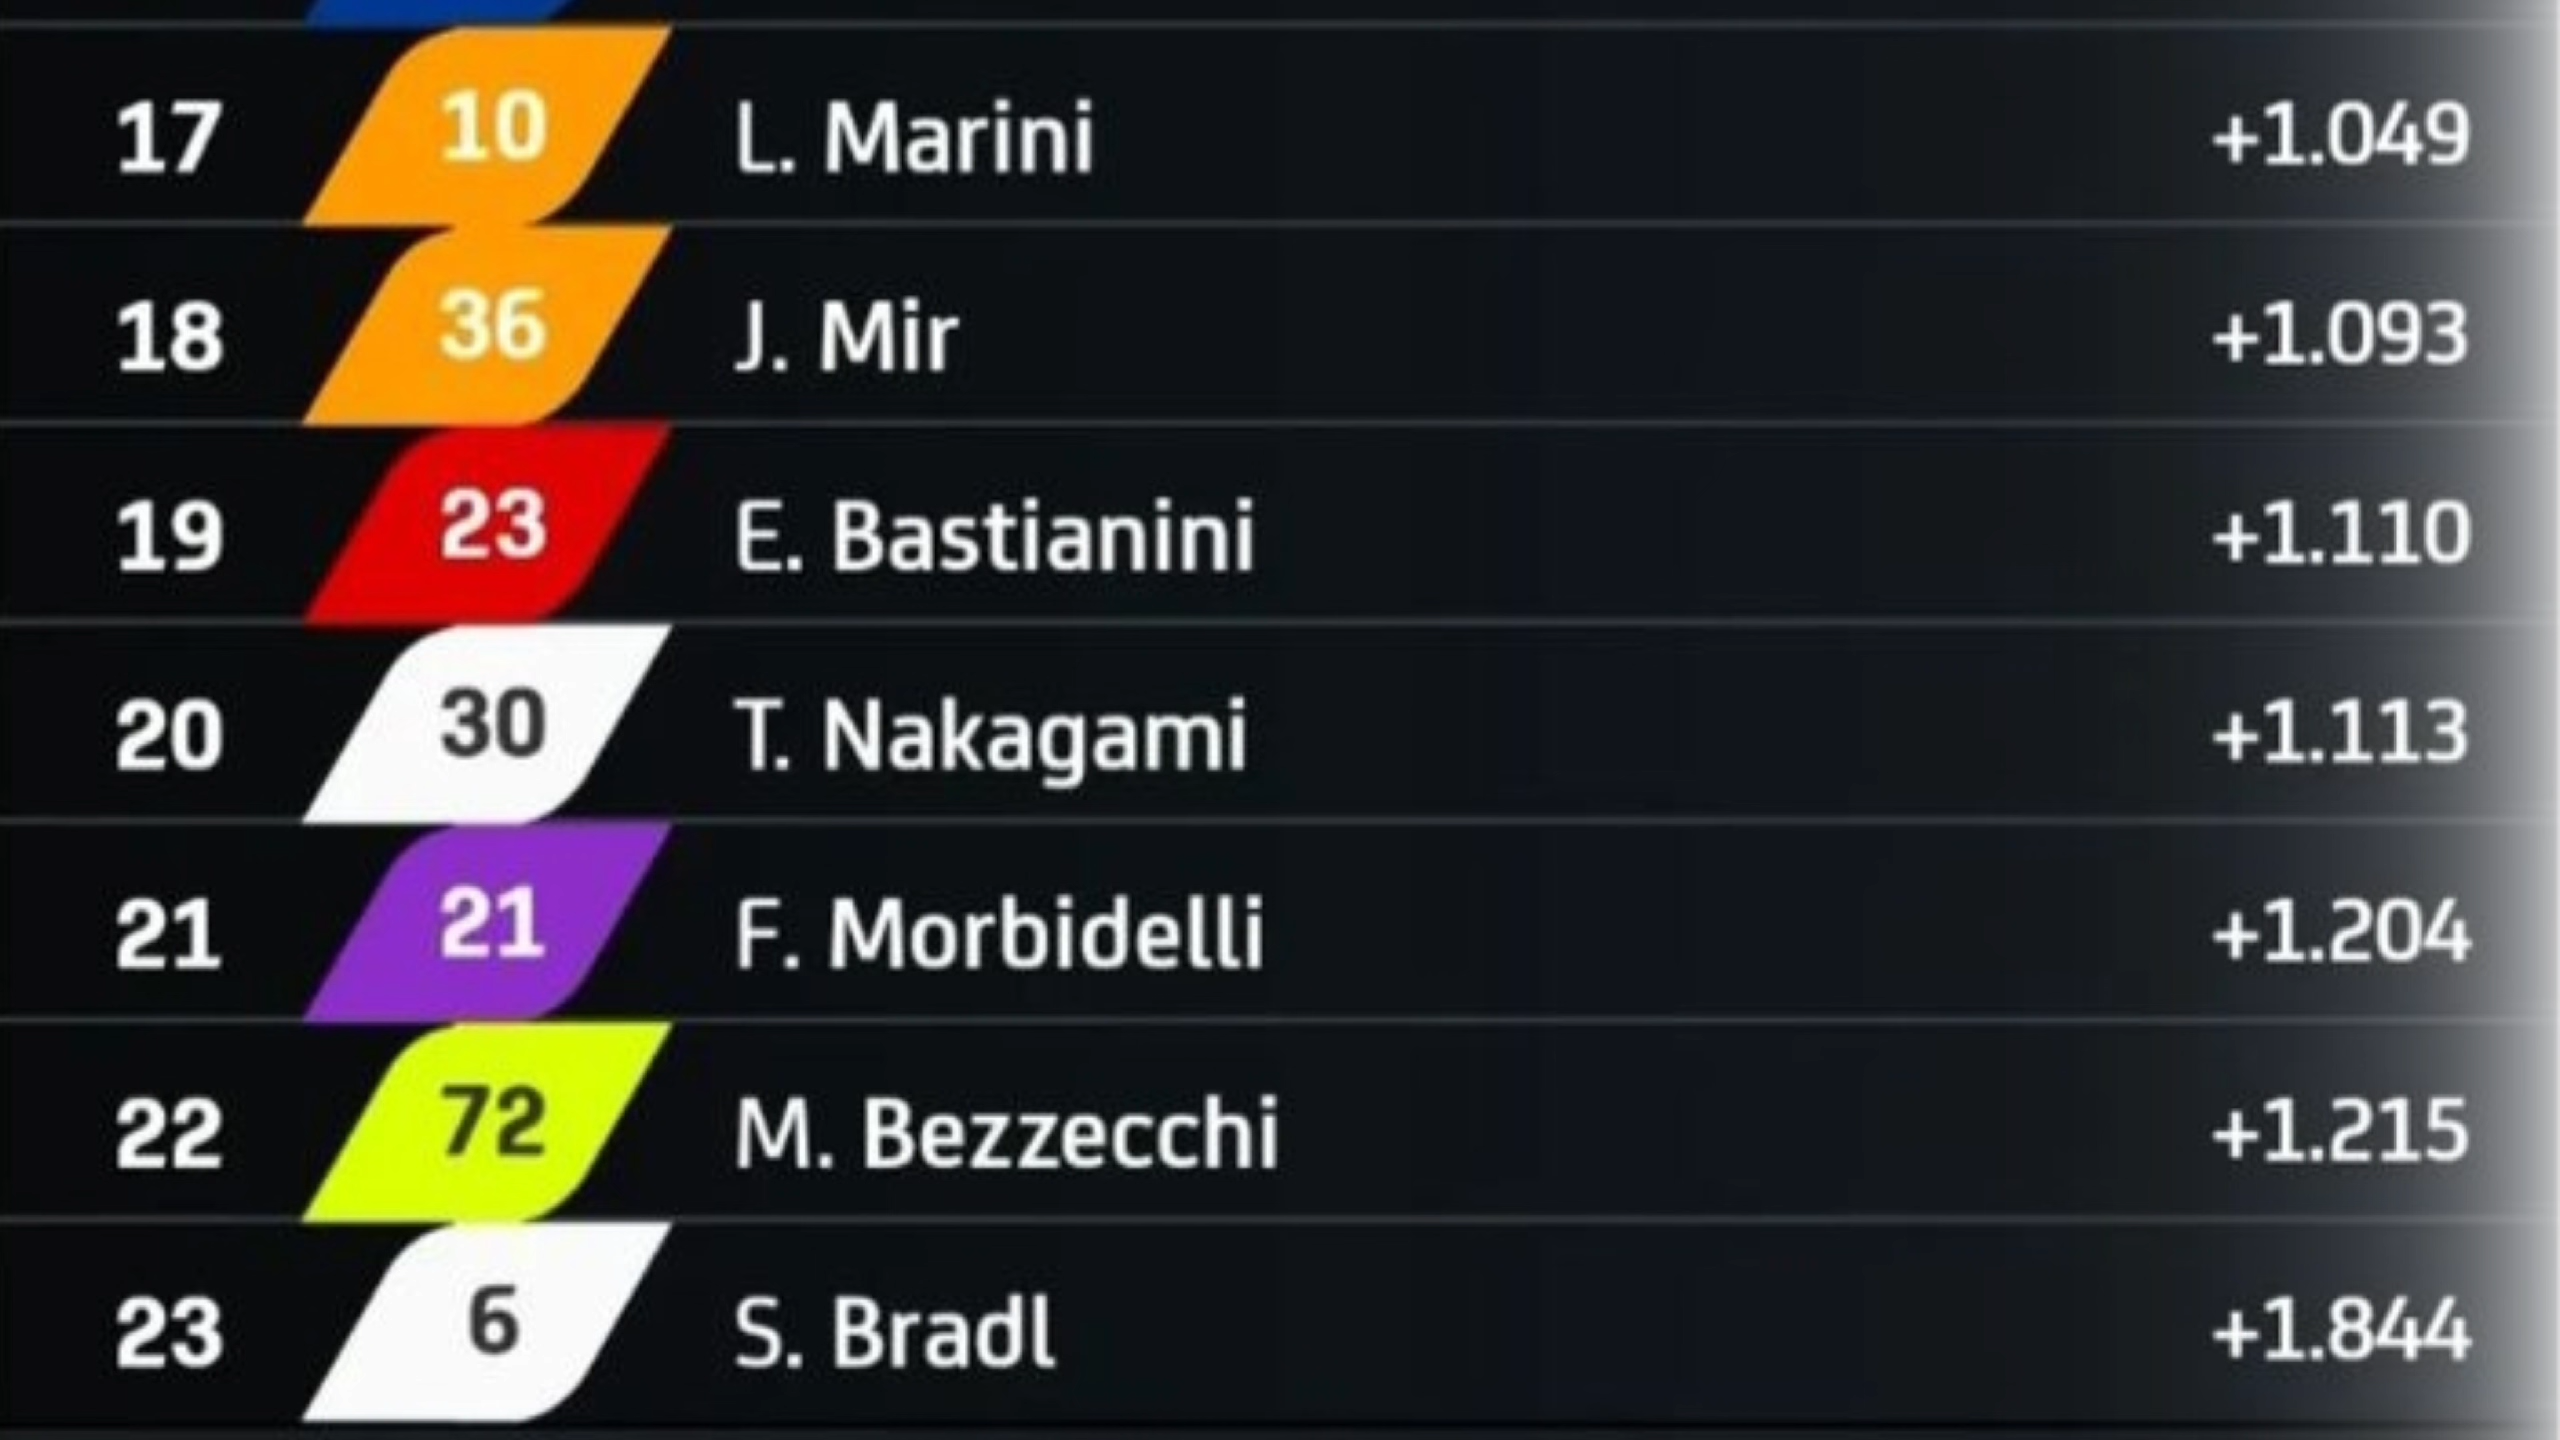 17 10 L. Marini +1.049
18 36 J. Mir +1.093
19 23 E. Bastianini +1.110
20 30 T. Nakagami +1.113
21 21 F. Morbidelli +1.204
22 72 M. Bezzecchi +1.215
23 6 S. Bradl +1.844